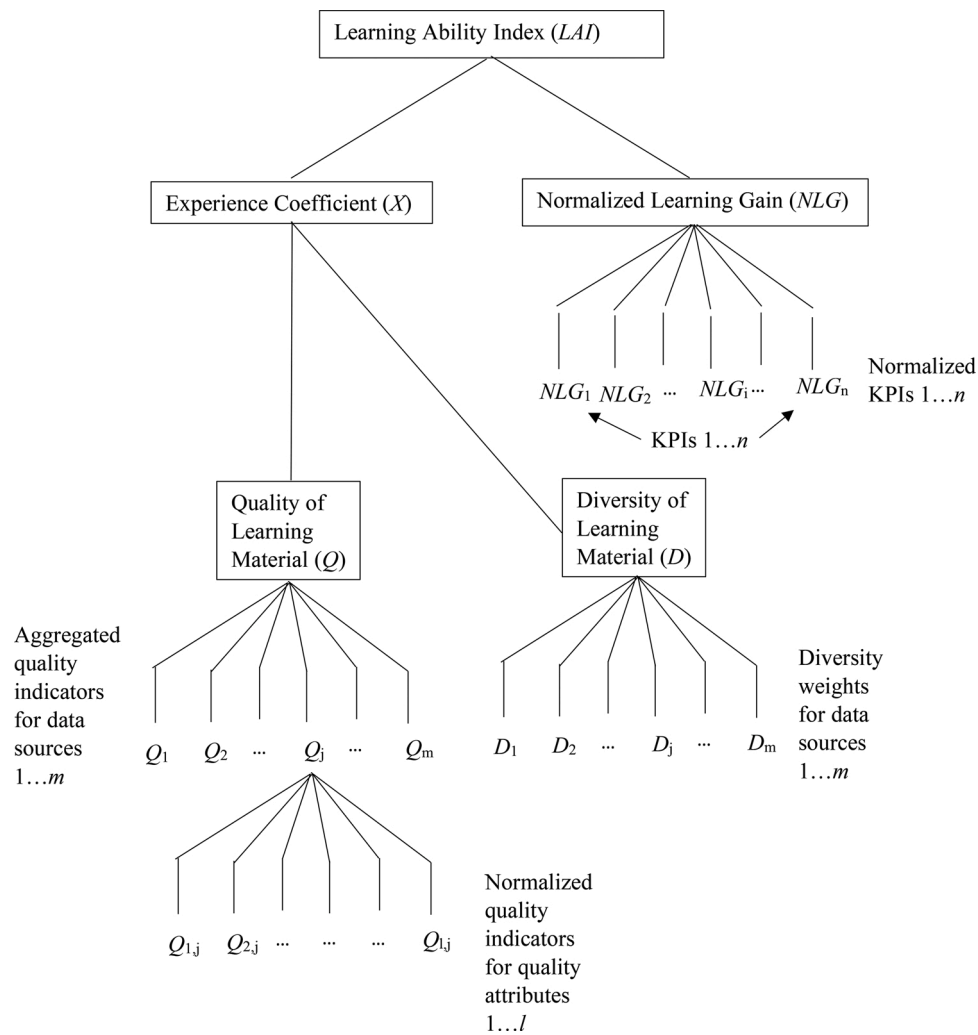 Learning Ability Index (LAI)
Experience Coefficient (X)
Normalized Learning Gain (NLG)
NLG₁ NLG₂ ... NLGᵢ... NLGₙ
Normalized
KPIs 1…n
KPIs 1…n
Quality of
Learning
Material (Q)
Diversity of
Learning
Material (D)
Aggregated
quality
indicators
for data
sources
1…m
Q₁ Q₂ ... Qⱼ ... Qₘ
D₁ D₂ ... Dⱼ ... Dₘ
Diversity
weights
for data
sources
1…m
Q₁,ⱼ Q₂,ⱼ ... ... ... Qₗ,ⱼ
Normalized
quality
indicators
for quality
attributes
1…l